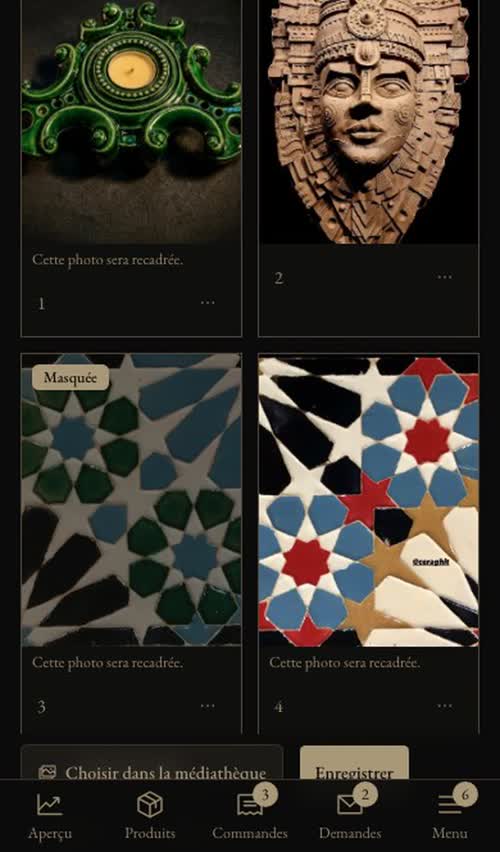 Cette photo sera recadrée.
1
2
Masquée
@ceraghit
Cette photo sera recadrée.
3
Cette photo sera recadrée.
4
Choisir dans la médiathèque
Enregistrer
3
2
6
Aperçu
Produits
Commandes
Demandes
Menu